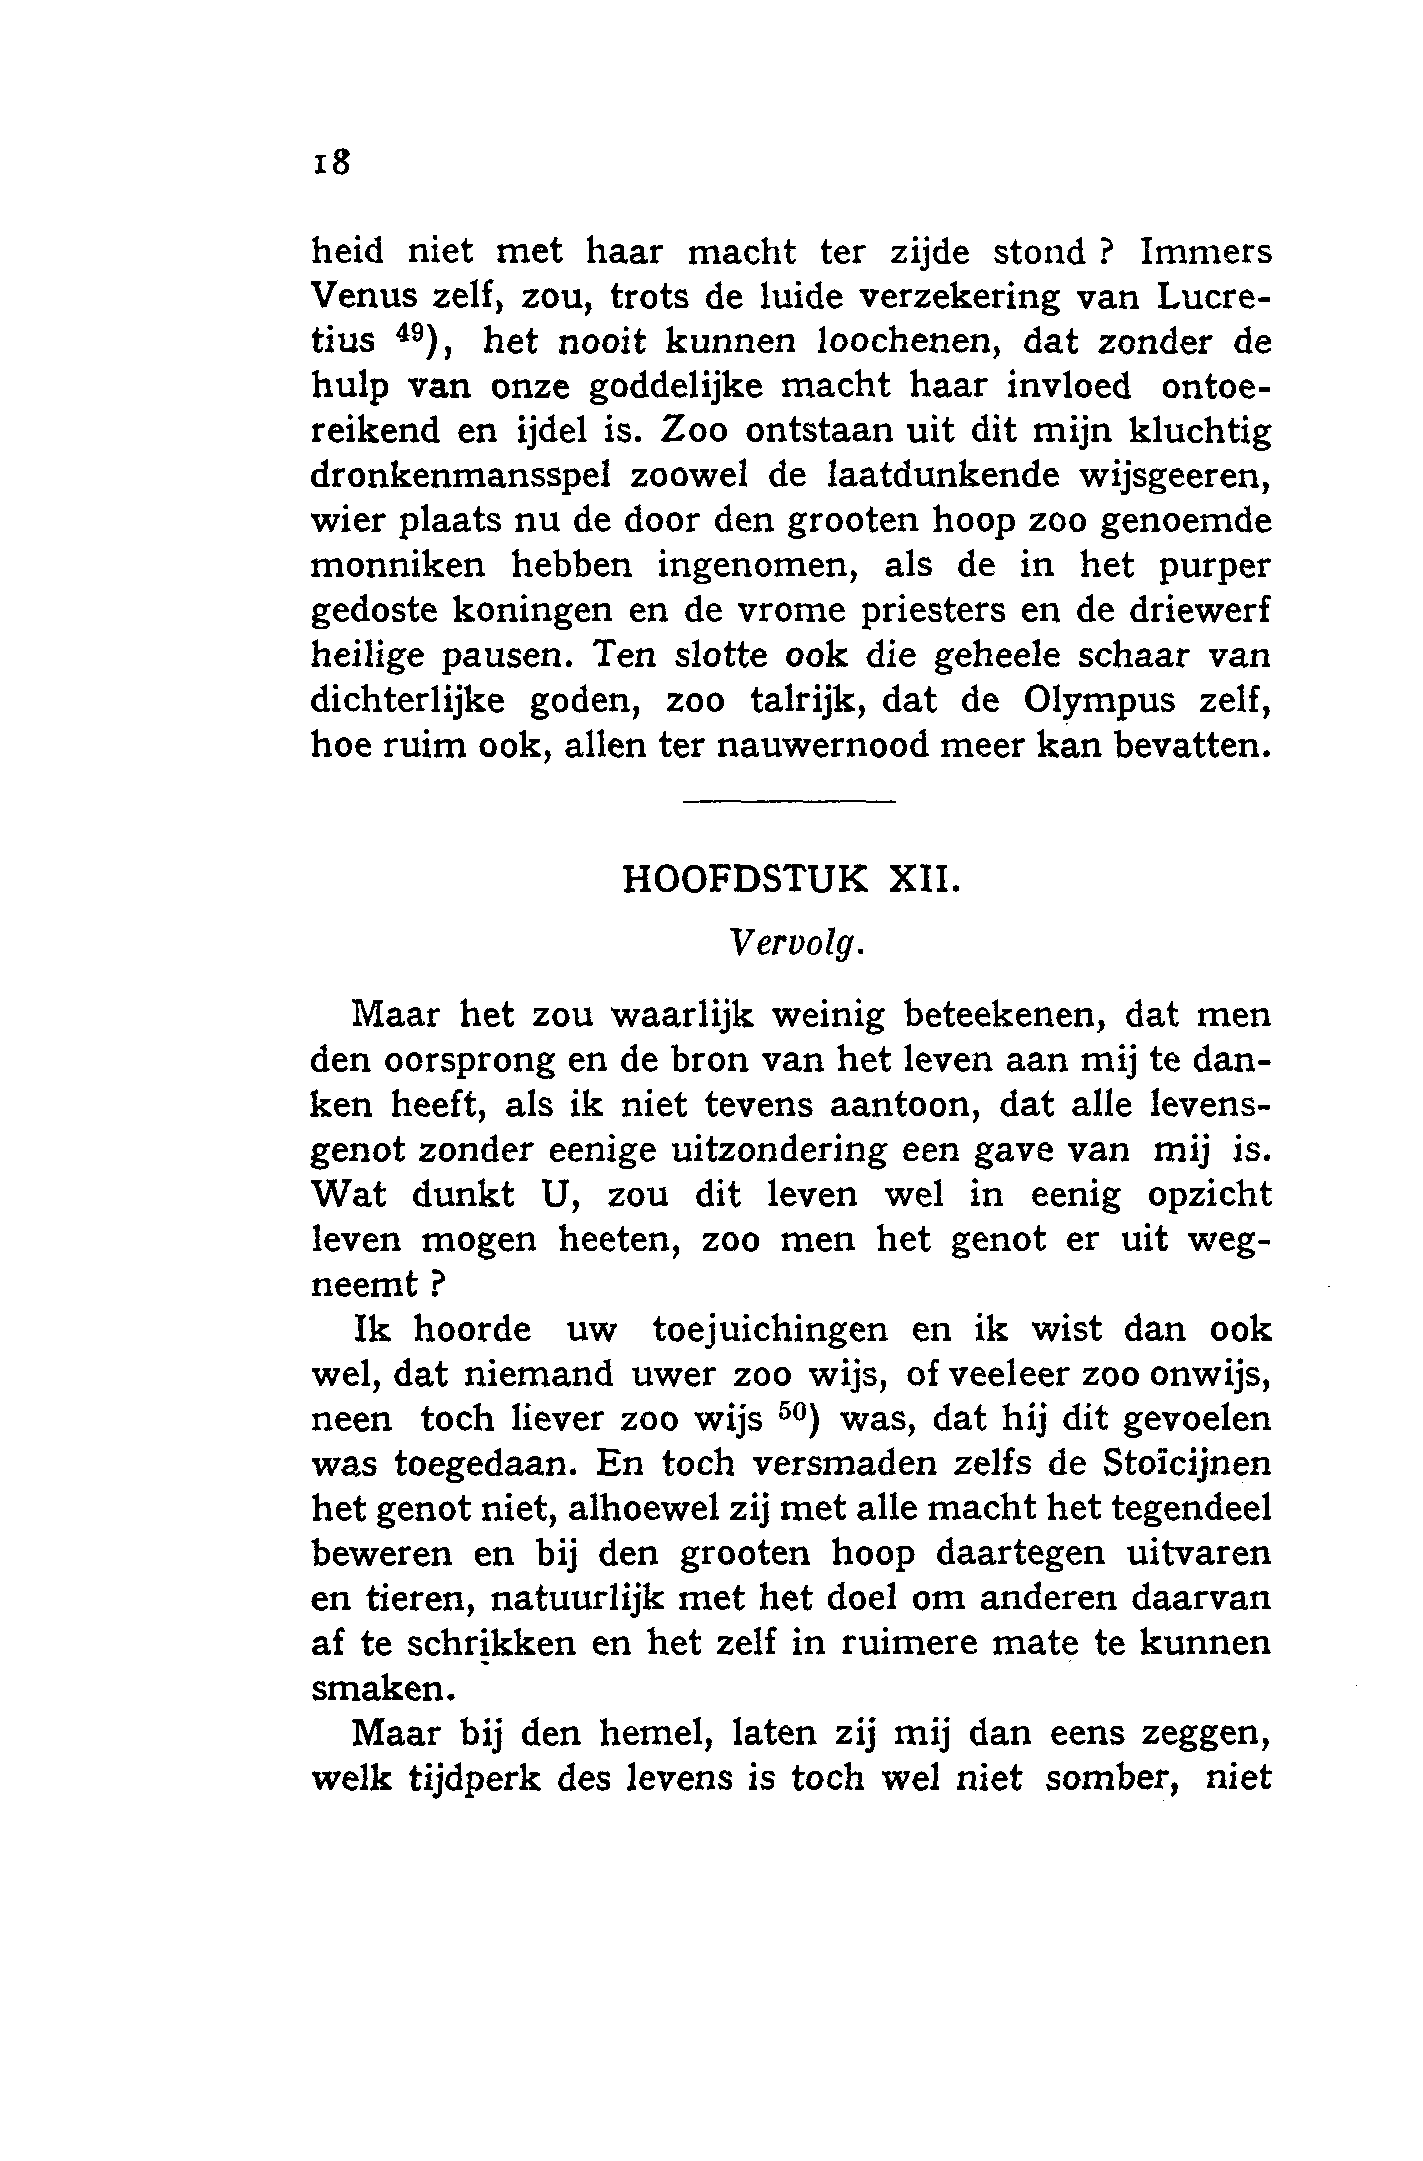 18
heid niet met haar macht ter zijde stond ? Immers
Venus zelf, zou, trots de luide verzekering van Lucre-
tius ⁴⁹), het nooit kunnen loochenen, dat zonder de
hulp van onze goddelijke macht haar invloed ontoe-
reikend en ijdel is. Zoo ontstaan uit dit mijn kluchtig
dronkenmansspel zoowel de laatdunkende wijsgeeren,
wier plaats nu de door den grooten hoop zoo genoemde
monniken hebben ingenomen, als de in het purper
gedoste koningen en de vrome priesters en de driewerf
heilige pausen. Ten slotte ook die geheele schaar van
dichterlijke goden, zoo talrijk, dat de Olympus zelf,
hoe ruim ook, allen ter nauwernood meer kan bevatten.
HOOFDSTUK XII.
Vervolg.
Maar het zou waarlijk weinig beteekenen, dat men
den oorsprong en de bron van het leven aan mij te dan-
ken heeft, als ik niet tevens aantoon, dat alle levens-
genot zonder eenige uitzondering een gave van mij is.
Wat dunkt U, zou dit leven wel in eenig opzicht
leven mogen heeten, zoo men het genot er uit weg-
neemt ?
Ik hoorde uw toejuichingen en ik wist dan ook
wel, dat niemand uwer zoo wijs, of veeleer zoo onwijs,
neen toch liever zoo wijs ⁵⁰) was, dat hij dit gevoelen
was toegedaan. En toch versmaden zelfs de Stoïcijnen
het genot niet, alhoewel zij met alle macht het tegendeel
beweren en bij den grooten hoop daartegen uitvaren
en tieren, natuurlijk met het doel om anderen daarvan
af te schrikken en het zelf in ruimere mate te kunnen
smaken.
Maar bij den hemel, laten zij mij dan eens zeggen,
welk tijdperk des levens is toch wel niet somber, niet